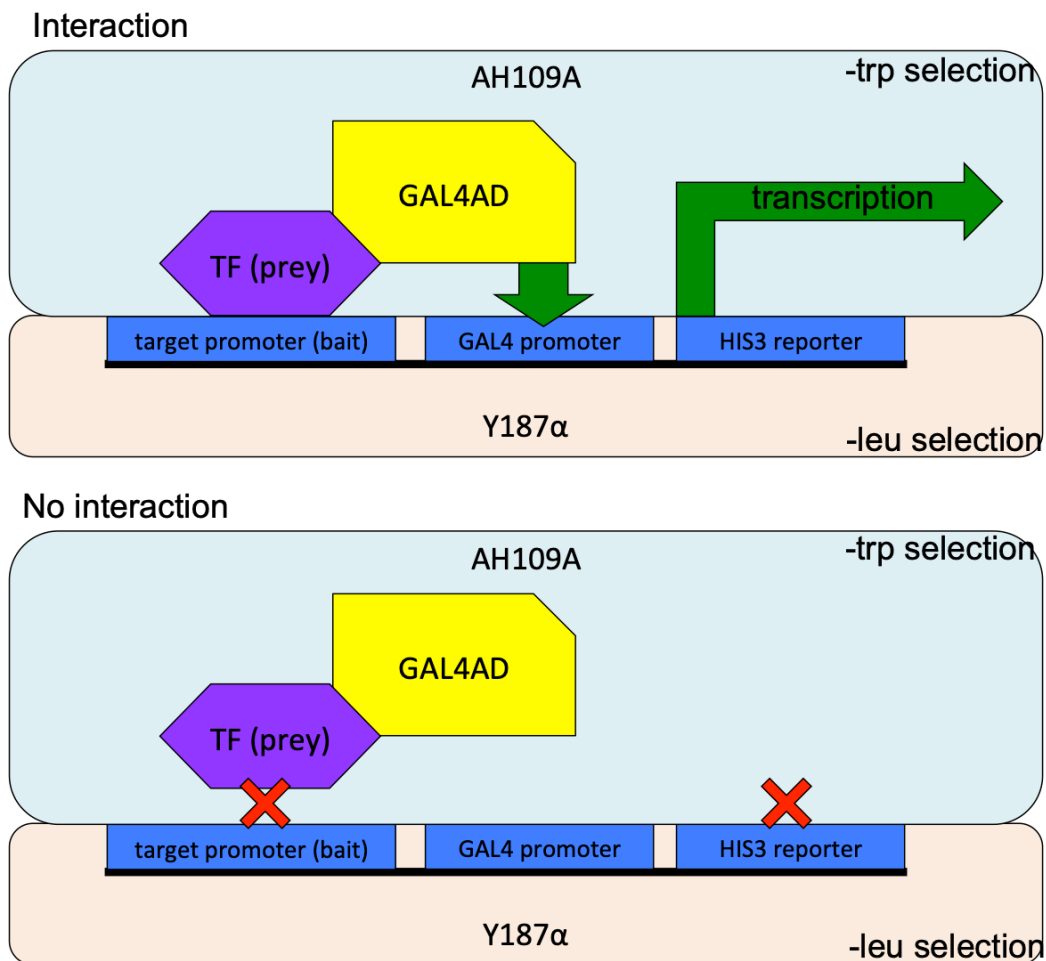 Interaction
AH109A
-trp selection
GAL4AD
transcription
TF (prey)
target promoter (bait)
GAL4 promoter
HIS3 reporter
Y187α
-leu selection
No interaction
AH109A
-trp selection
GAL4AD
TF (prey)
target promoter (bait)
GAL4 promoter
HIS3 reporter
Y187α
-leu selection